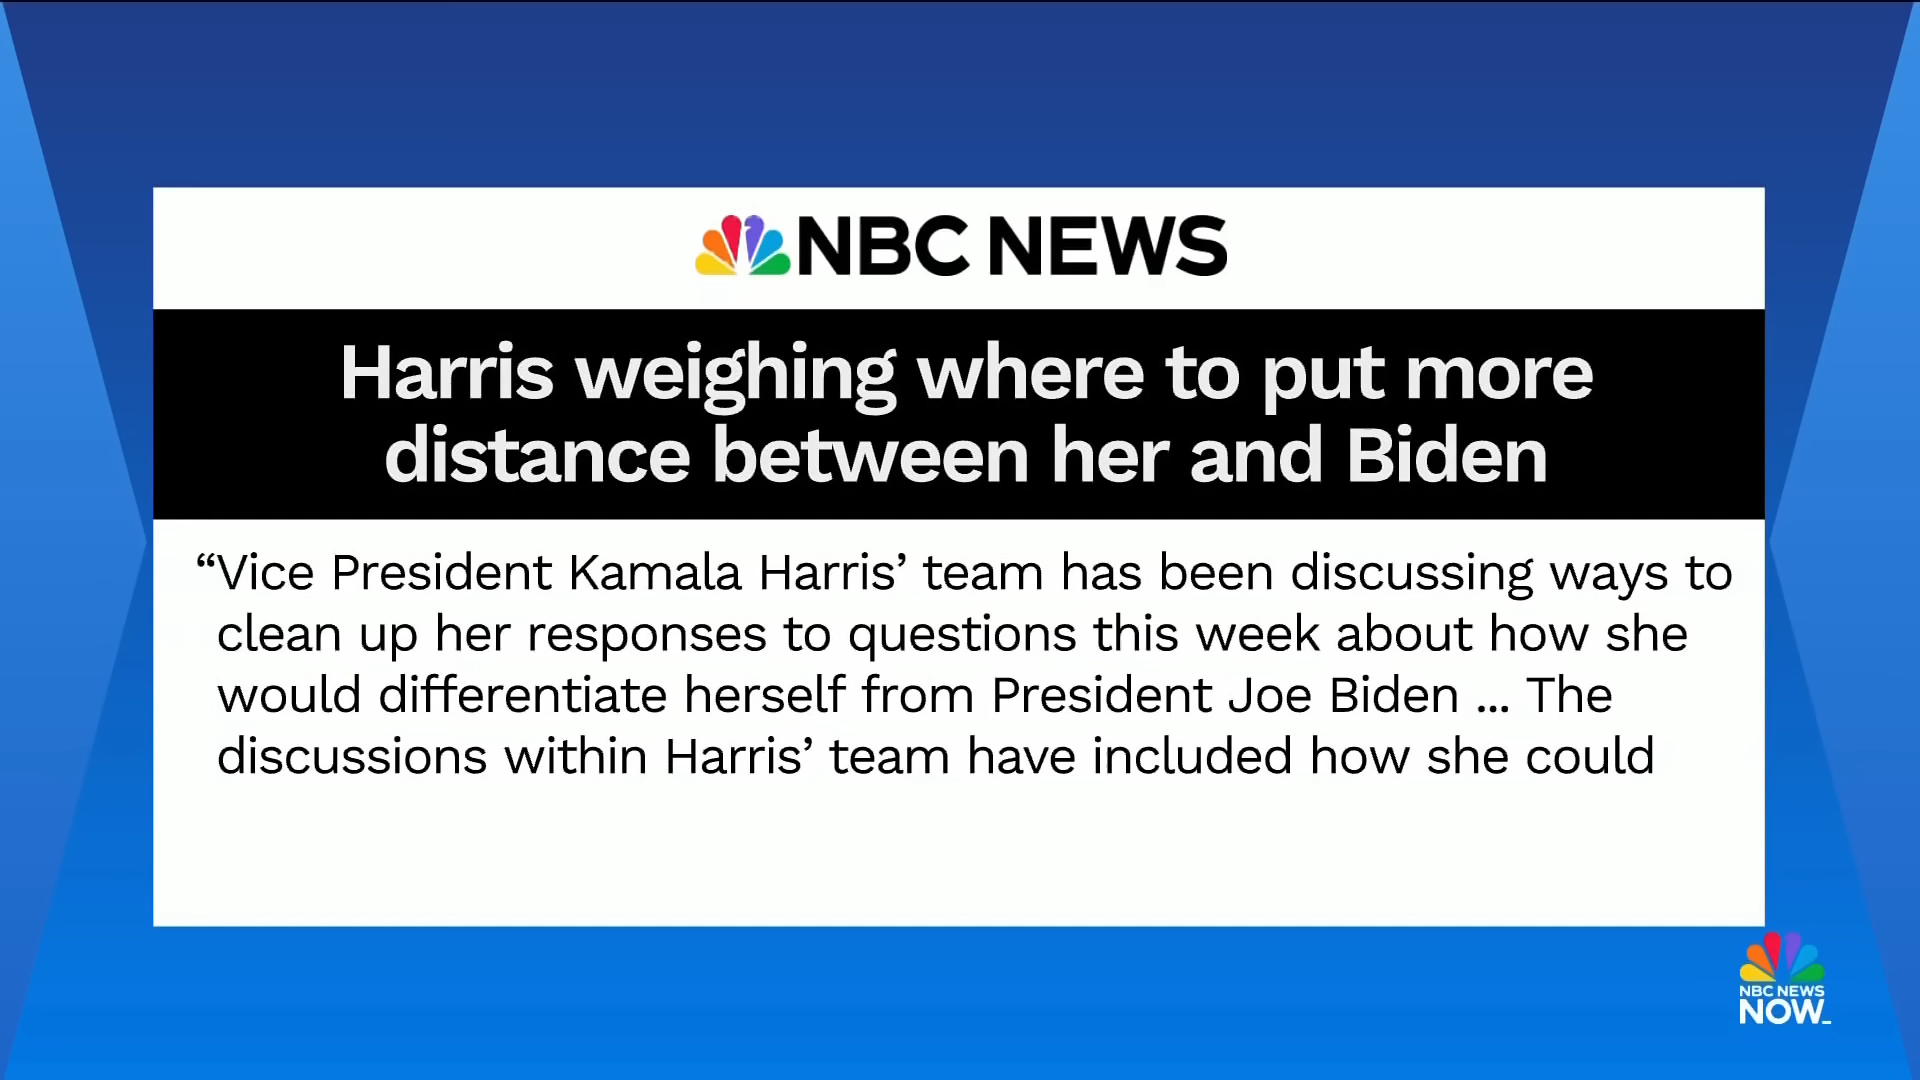 NBC NEWS
Harris weighing where to put more
distance between her and Biden
“Vice President Kamala Harris’ team has been discussing ways to
clean up her responses to questions this week about how she
would differentiate herself from President Joe Biden ... The
discussions within Harris’ team have included how she could
NBC NEWS
NOW_